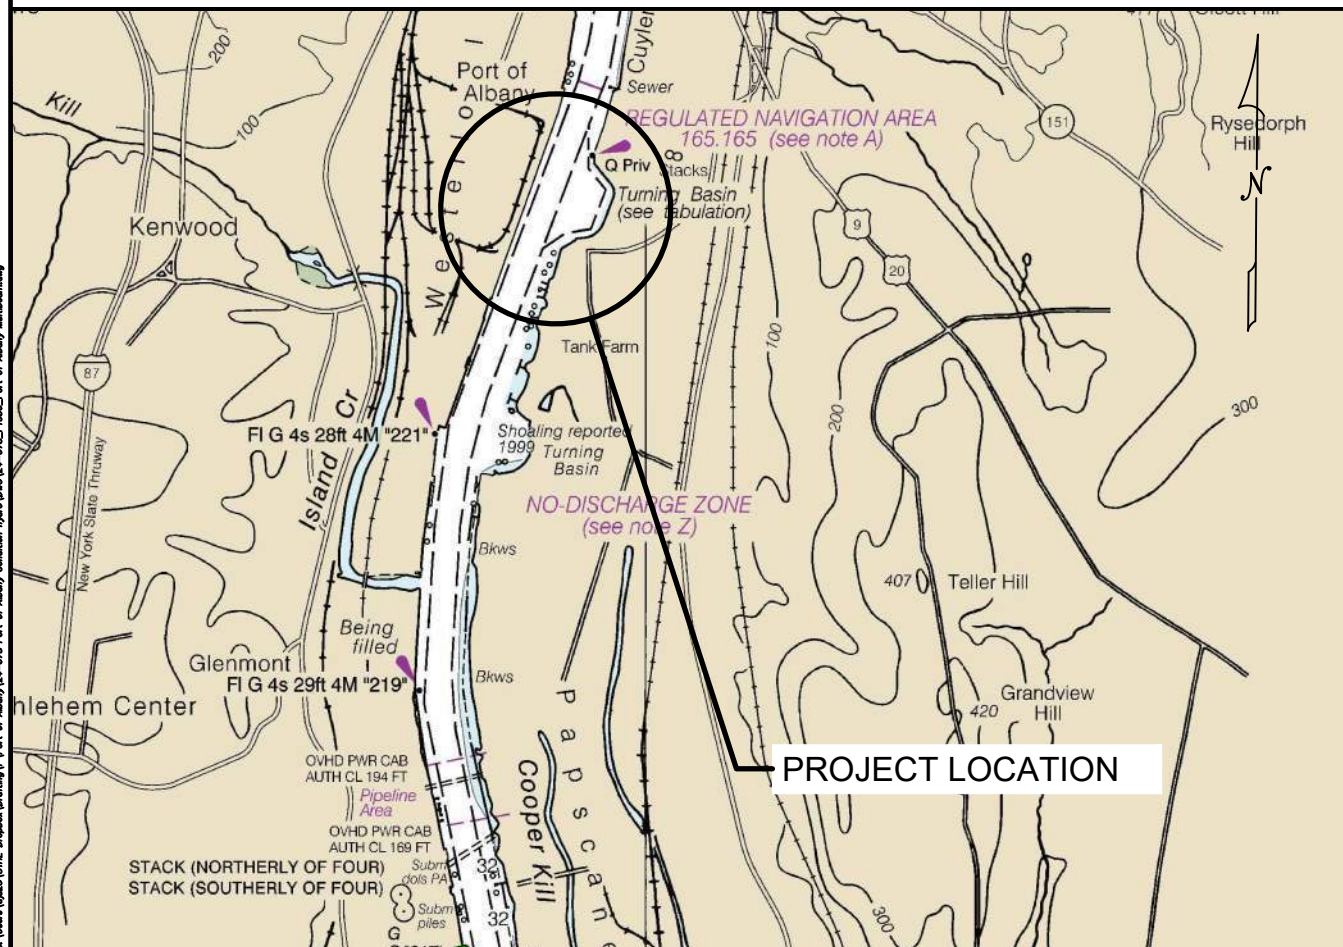 200
Kill
100
Port of
Albany
Cuyler
Sewer
REGULATED NAVIGATION AREA
165.165 (see note A)
151
Rysedorph
Hill
N
Q Priv
Stacks
Turning Basin
(see tabulation)
Kenwood
Westerlo I
9
20
87
New York State Thruway
Tank Farm
100
200
300
Fl G 4s 28ft 4M "221"
Shoaling reported
1999
Turning
Basin
Island Cr
NO-DISCHARGE ZONE
(see note Z)
Bkws
407
Teller Hill
Being
filled
Glenmont
Fl G 4s 29ft 4M "219"
Bkws
hlehem Center
Grandview
Hill
420
OVHD PWR CAB
AUTH CL 194 FT
Pipeline
Area
PROJECT LOCATION
Cooper Kill
Papscane
OVHD PWR CAB
AUTH CL 169 FT
STACK (NORTHERLY OF FOUR)
STACK (SOUTHERLY OF FOUR)
Subm
dols PA
32
Subm
piles
32
G
300